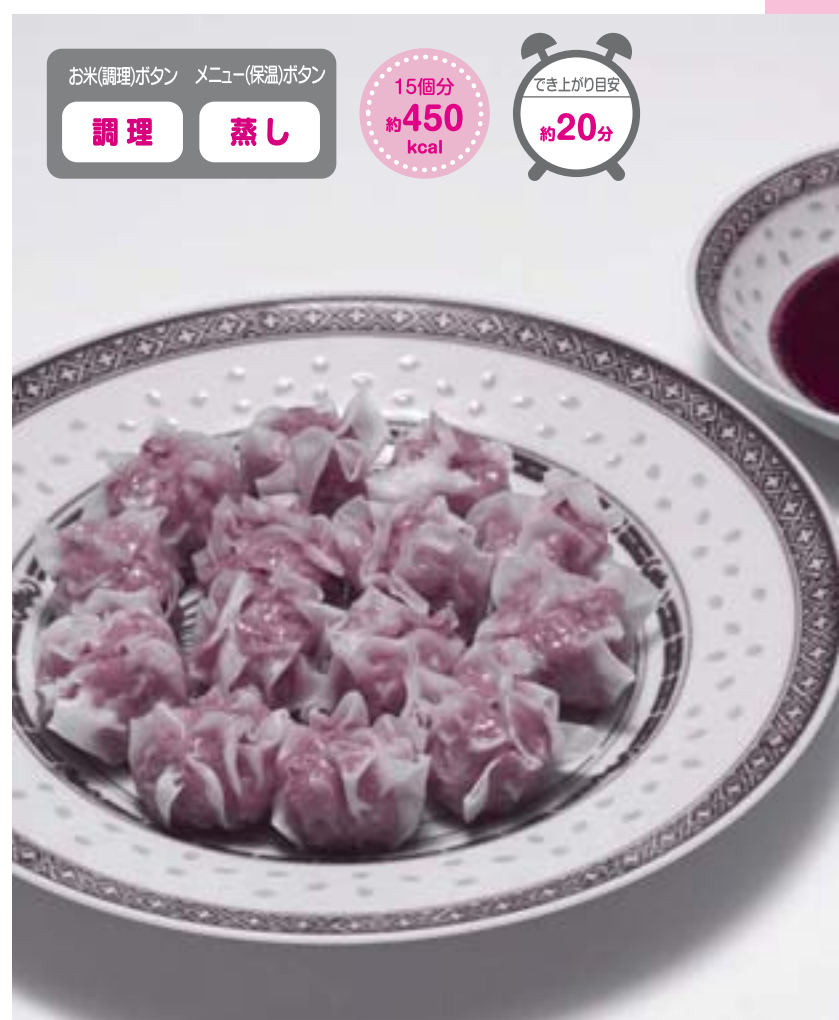 お米(調理)ボタン メニュー(保温)ボタン
調理 蒸し
15個分
約450
kcal
でき上がり目安
約20分